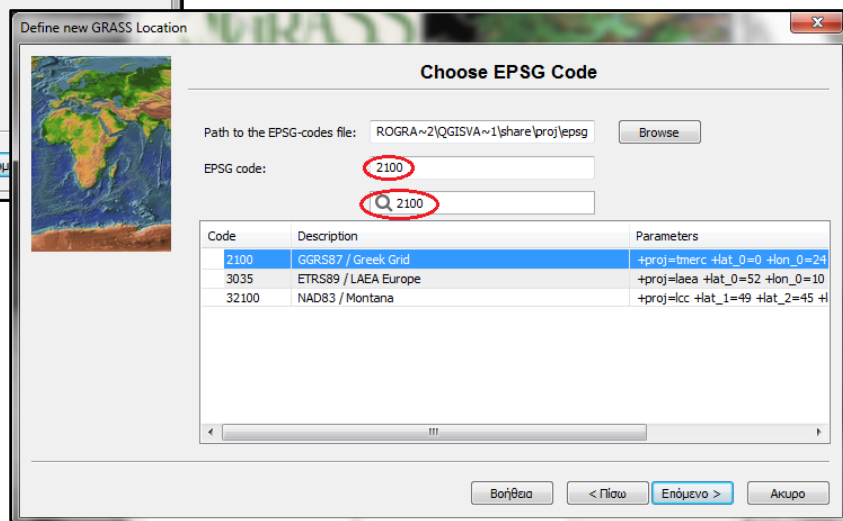 Define new GRASS Location
Choose EPSG Code
Path to the EPSG-codes file: ROGRA~2\QGISVA~1\share\proj\epsg Browse
EPSG code: 2100
2100
Code Description Parameters
2100 GGRS87 / Greek Grid +proj=tmerc +lat_0=0 +lon_0=24
3035 ETRS89 / LAEA Europe +proj=laea +lat_0=52 +lon_0=10
32100 NAD83 / Montana +proj=lcc +lat_1=49 +lat_2=45 +l
Βοήθεια < Πίσω Επόμενο > Ακυρο